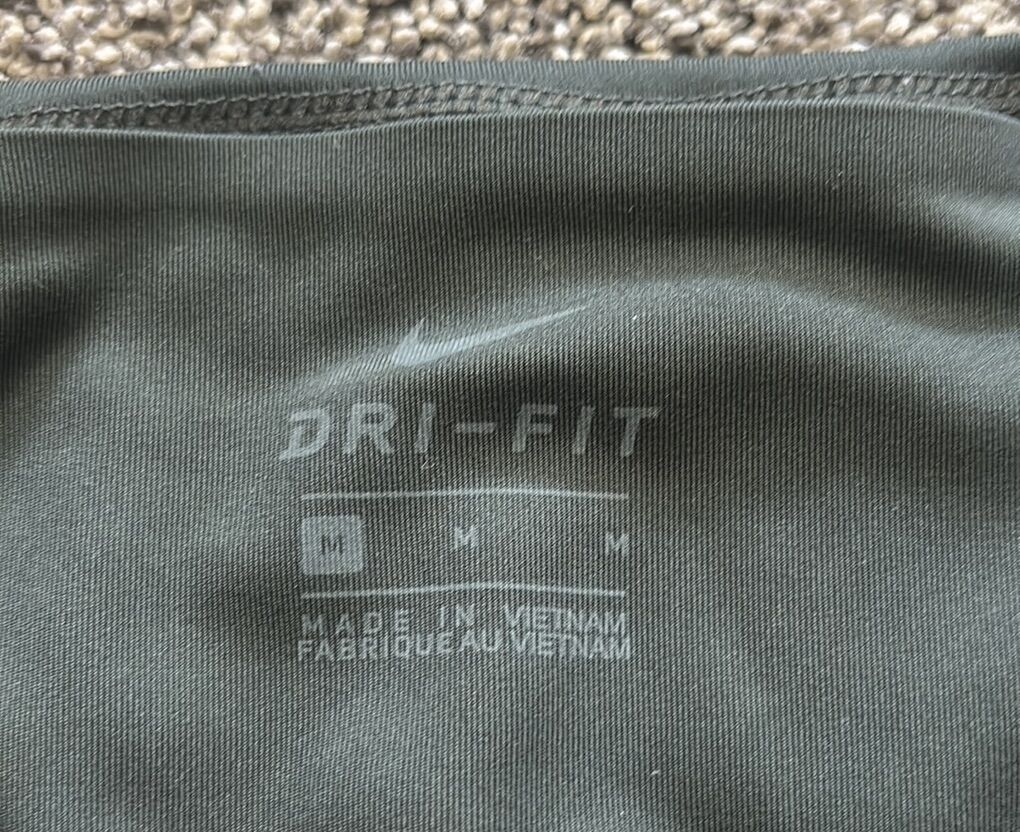 DRI-FIT
M M M
MADE IN VIETNAM
FABRIQUE AU VIETNAM